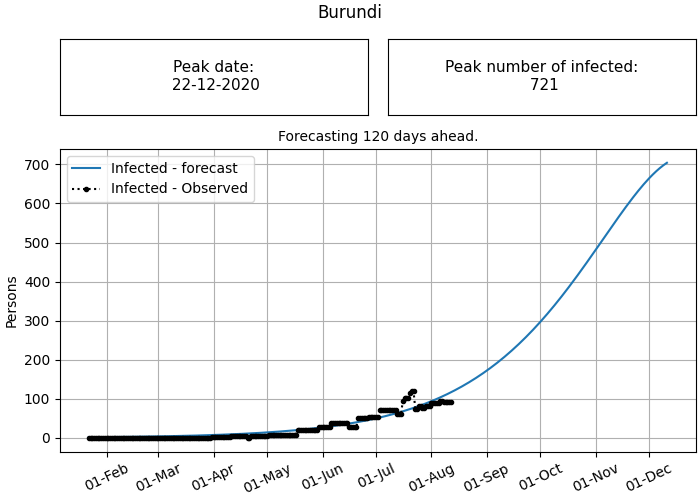 Burundi
Peak date:
22-12-2020
Peak number of infected:
721
Forecasting 120 days ahead.
Infected - forecast
Infected - Observed
Persons
700
600
500
400
300
200
100
0
01-Feb
01-Mar
01-Apr
01-May
01-Jun
01-Jul
01-Aug
01-Sep
01-Oct
01-Nov
01-Dec